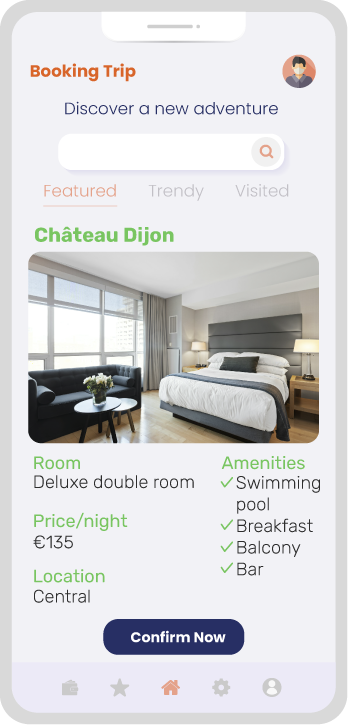 Booking Trip
Discover a new adventure
Featured Trendy Visited
Château Dijon
Room
Deluxe double room
Price/night
€135
Location
Central
Amenities
Swimming
pool
Breakfast
Balcony
Bar
Confirm Now